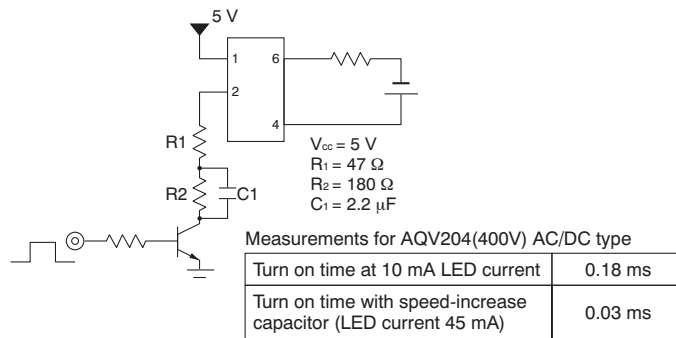 5 V
1
6
2
4
R1
R2
C1
Vcc = 5 V
R1 = 47 Ω
R2 = 180 Ω
C1 = 2.2 μF
Measurements for AQV204(400V) AC/DC type
Turn on time at 10 mA LED current 0.18 ms
Turn on time with speed-increase
capacitor (LED current 45 mA) 0.03 ms